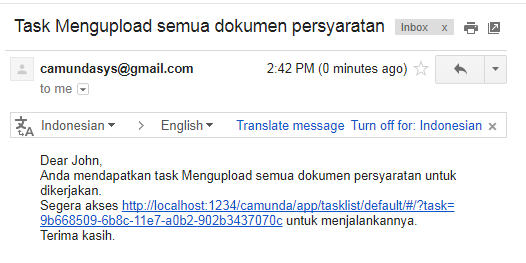 Task Mengupload semua dokumen persyaratan
Inbox x
camundasys@gmail.com 2:42 PM (0 minutes ago)
to me
Indonesian > English Translate message Turn off for: Indonesian ×
Dear John,
Anda mendapatkan task Mengupload semua dokumen persyaratan untuk
dikerjakan.
Segera akses http://localhost:1234/camunda/app/tasklist/default/#/?task=
9b668509-6b8c-11e7-a0b2-902b3437070c untuk menjalankannya.
Terima kasih.